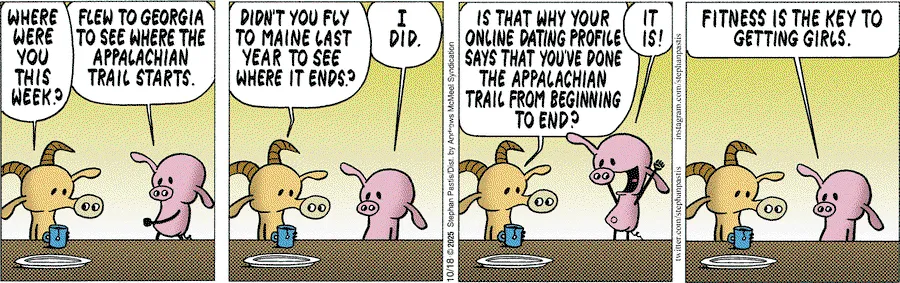 WHERE
WERE
YOU
THIS
WEEK?
FLEW TO GEORGIA
TO SEE WHERE THE
APPALACHIAN
TRAIL STARTS.
DIDN'T YOU FLY
TO MAINE LAST
YEAR TO SEE
WHERE IT ENDS?
I
DID.
10/18 © 2025 Stephan Pastis/Dist. by Andrews McMeel Syndication
IS THAT WHY YOUR
ONLINE DATING PROFILE
SAYS THAT YOU'VE DONE
THE APPALACHIAN
TRAIL FROM BEGINNING
TO END?
IT
IS!
twitter.com/stephanpastis
instagram.com/stephanpastis
FITNESS IS THE KEY TO
GETTING GIRLS.